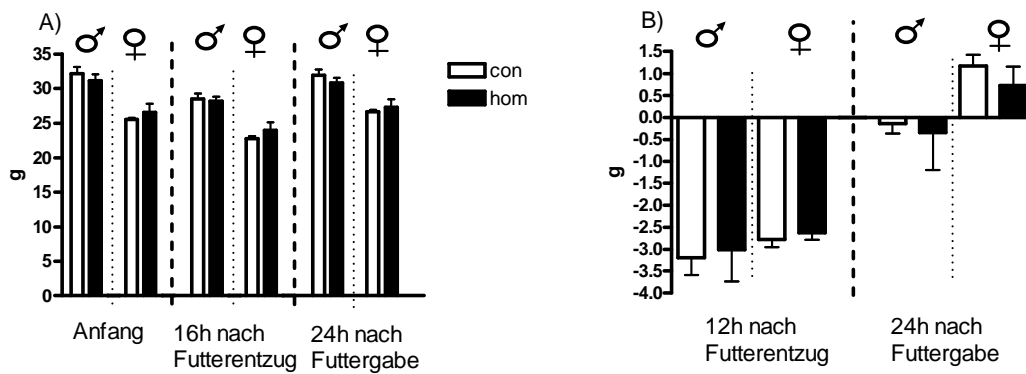 A)
♂ ♀ ♂ ♀ ♂ ♀
35
30
25
20
15
10
5
0
g
con
hom
Anfang
16h nach
Futterentzug
24h nach
Futtergabe
B)
♂ ♀ ♂ ♀
1.5
1.0
0.5
0.0
-0.5
-1.0
-1.5
-2.0
-2.5
-3.0
-3.5
-4.0
g
12h nach
Futterentzug
24h nach
Futtergabe